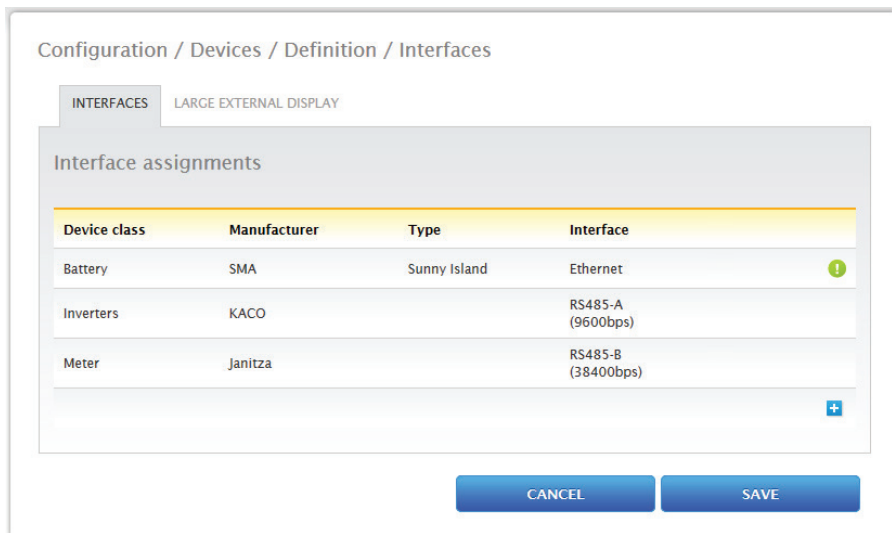 Configuration / Devices / Definition / Interfaces
INTERFACES LARGE EXTERNAL DISPLAY
Interface assignments
Device class Manufacturer Type Interface
Battery SMA Sunny Island Ethernet
Inverters KACO RS485-A
(9600bps)
Meter Janitza RS485-B
(38400bps)
CANCEL SAVE